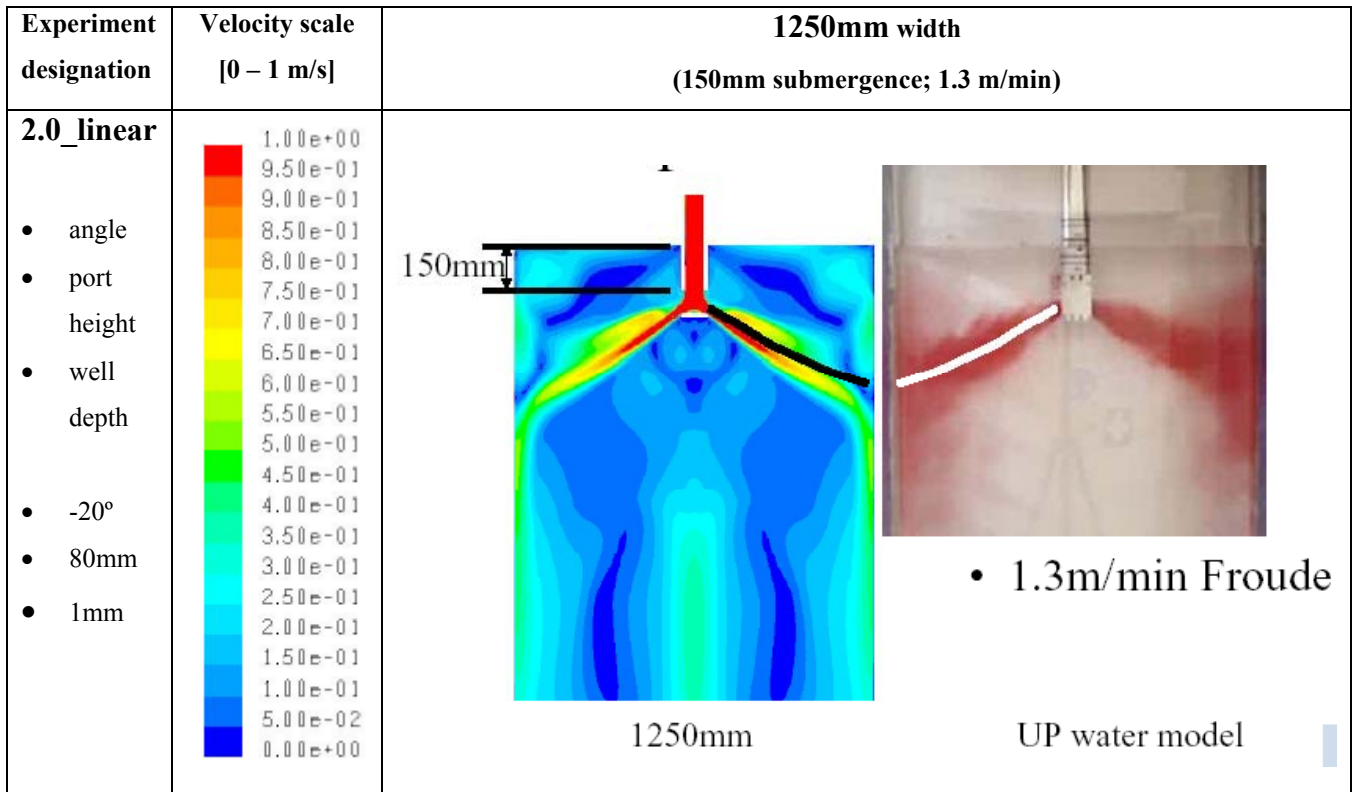 Experiment designation
Velocity scale [0 – 1 m/s]
1250mm width
(150mm submergence; 1.3 m/min)
2.0_linear
• angle
• port height
• well depth
• -20º
• 80mm
• 1mm
1.00e+00
9.50e-01
9.00e-01
8.50e-01
8.00e-01
7.50e-01
7.00e-01
6.50e-01
6.00e-01
5.50e-01
5.00e-01
4.50e-01
4.00e-01
3.50e-01
3.00e-01
2.50e-01
2.00e-01
1.50e-01
1.00e-01
5.00e-02
0.00e+00
150mm
1250mm
• 1.3m/min Froude
UP water model